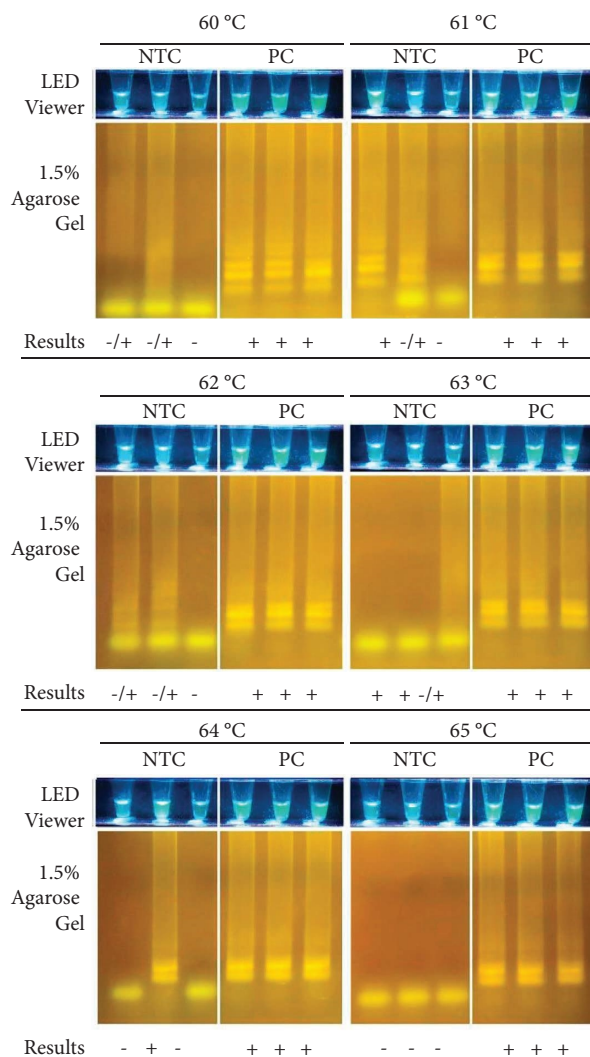 60 °C 61 °C
NTC PC NTC PC
LED
Viewer
1.5%
Agarose
Gel
Results -/+ -/+ - + + + + -/+ - + + +
62 °C 63 °C
NTC PC NTC PC
LED
Viewer
1.5%
Agarose
Gel
Results -/+ -/+ - + + + + + -/+ + + +
64 °C 65 °C
NTC PC NTC PC
LED
Viewer
1.5%
Agarose
Gel
Results - + - + + + - - - + + +